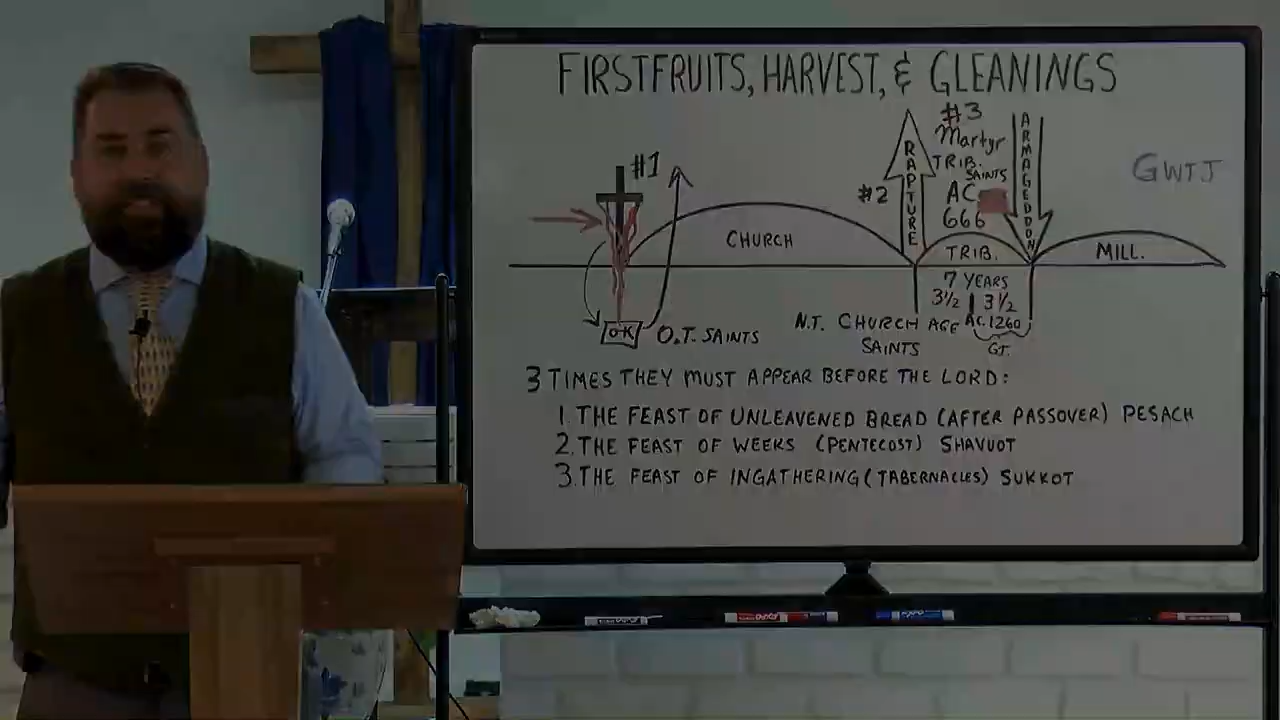 FIRSTFRUITS, HARVEST, & GLEANINGS
#1
#2
RAPTURE
#3
Martyr
TRIB.
SAINTS
AC
666
ARMAGEDDON
GWTJ
CHURCH
TRIB.
MILL.
7 YEARS
3½ 3½
AC. 1260
GT.
O.T. SAINTS
N.T. CHURCH AGE
SAINTS
3 TIMES THEY MUST APPEAR BEFORE THE LORD:
1. THE FEAST OF UNLEAVENED BREAD (AFTER PASSOVER) PESACH
2. THE FEAST OF WEEKS (PENTECOST) SHAVUOT
3. THE FEAST OF INGATHERING (TABERNACLES) SUKKOT